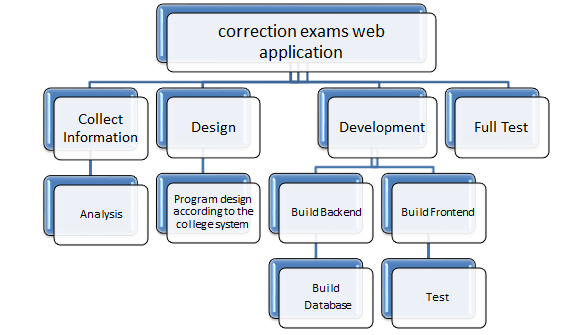 correction exams web
application
Collect
Information
Design
Development
Full Test
Analysis
Program design
according to the
college system
Build Backend
Build Frontend
Build
Database
Test